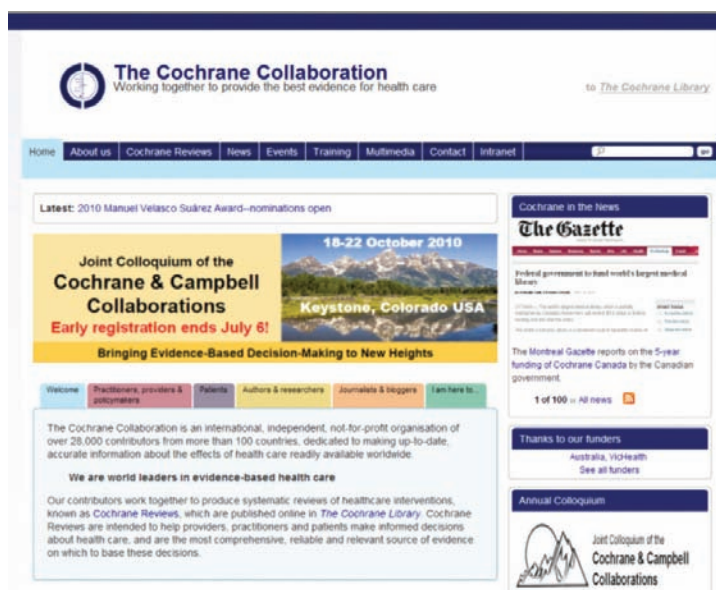 The Cochrane Collaboration
Working together to provide the best evidence for health care
to The Cochrane Library
Home About us Cochrane Reviews News Events Training Multimedia Contact Intranet
go
Latest: 2010 Manuel Velasco Suárez Award--nominations open
Joint Colloquium of the
Cochrane & Campbell
Collaborations
Early registration ends July 6!
18-22 October 2010
Keystone, Colorado USA
Bringing Evidence-Based Decision-Making to New Heights
Welcome
Practitioners, providers &
policymakers
Patients
Authors & researchers
Journalists & bloggers
I am here to...
The Cochrane Collaboration is an international, independent, not-for-profit organisation of
over 28,000 contributors from more than 100 countries, dedicated to making up-to-date,
accurate information about the effects of health care readily available worldwide.
We are world leaders in evidence-based health care
Our contributors work together to produce systematic reviews of healthcare interventions,
known as Cochrane Reviews, which are published online in The Cochrane Library. Cochrane
Reviews are intended to help providers, practitioners and patients make informed decisions
about health care, and are the most comprehensive, reliable and relevant source of evidence
on which to base these decisions.
Cochrane in the News
The Gazette
Federal government to fund world's largest medical
library
The Montreal Gazette reports on the 5-year
funding of Cochrane Canada by the Canadian
government.
1 of 100 All news
Thanks to our funders
Australia, VicHealth
See all funders
Annual Colloquium
Joint Colloquium of the
Cochrane & Campbell
Collaborations